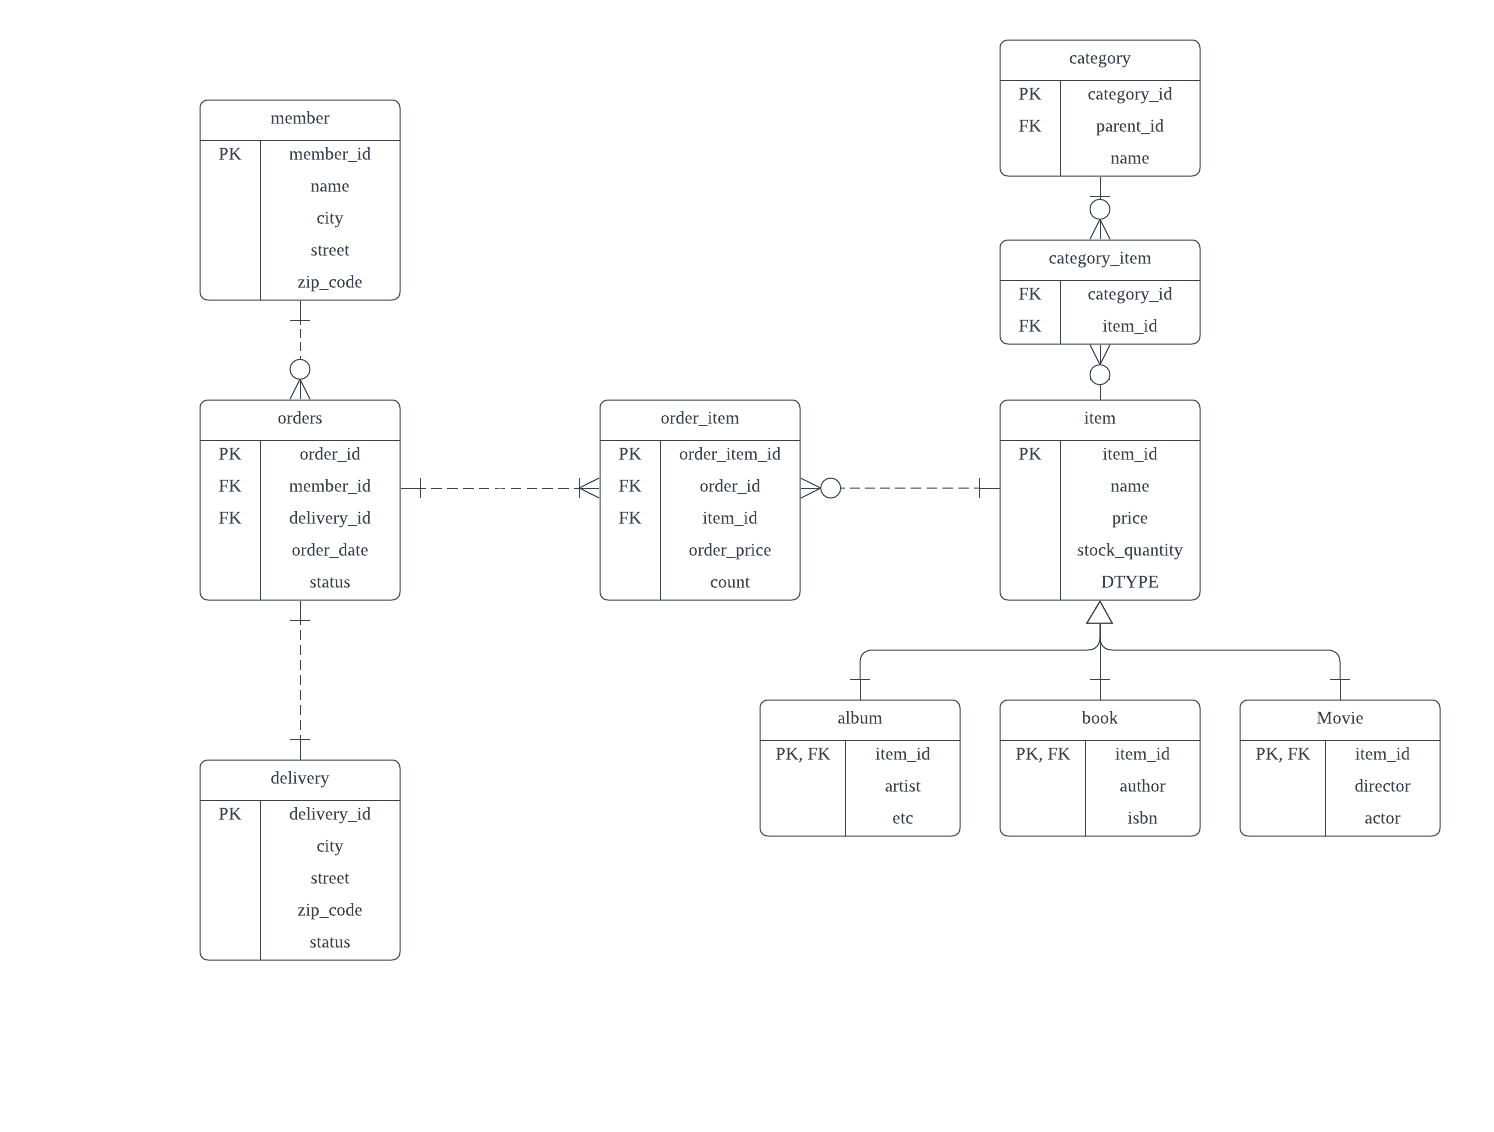 category
PK category_id
FK parent_id
name
member
PK member_id
name
city
street
zip_code
category_item
FK category_id
FK item_id
orders
PK order_id
FK member_id
FK delivery_id
order_date
status
order_item
PK order_item_id
FK order_id
FK item_id
order_price
count
item
PK item_id
name
price
stock_quantity
DTYPE
album
PK, FK item_id
artist
etc
book
PK, FK item_id
author
isbn
Movie
PK, FK item_id
director
actor
delivery
PK delivery_id
city
street
zip_code
status